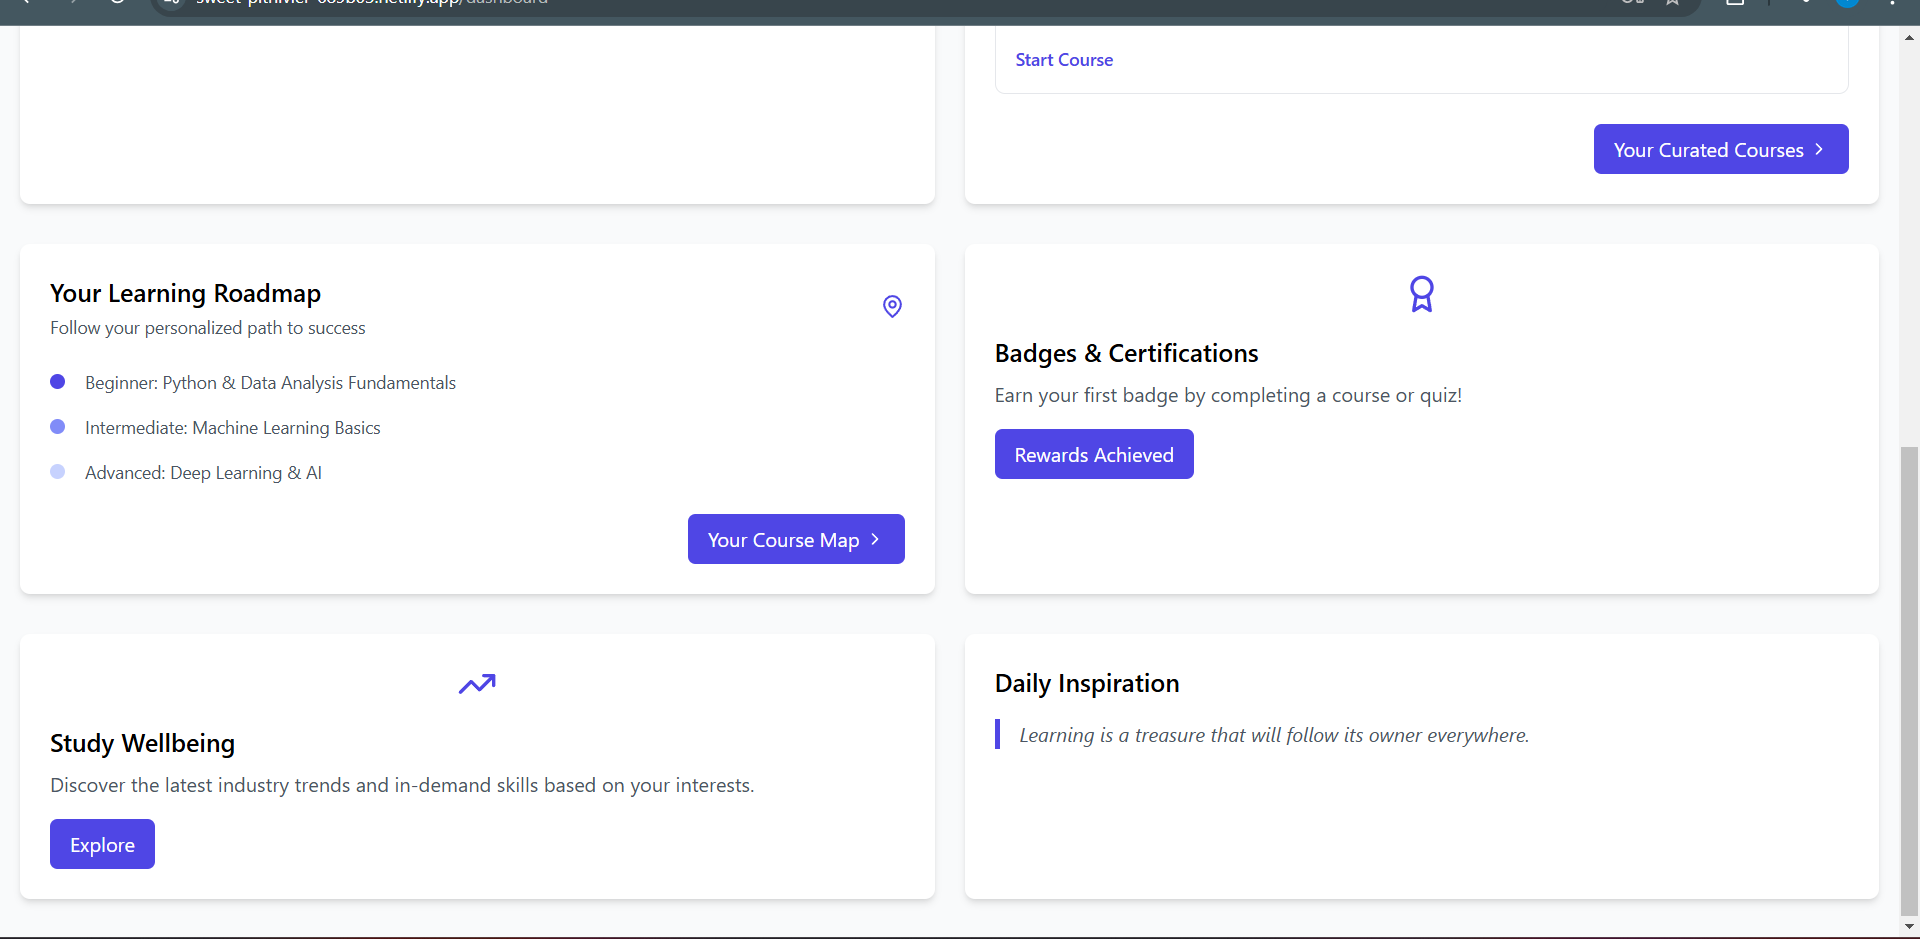 Start Course
Your Curated Courses
Your Learning Roadmap
Follow your personalized path to success
Beginner: Python & Data Analysis Fundamentals
Intermediate: Machine Learning Basics
Advanced: Deep Learning & AI
Your Course Map
Badges & Certifications
Earn your first badge by completing a course or quiz!
Rewards Achieved
Study Wellbeing
Discover the latest industry trends and in-demand skills based on your interests.
Explore
Daily Inspiration
Learning is a treasure that will follow its owner everywhere.